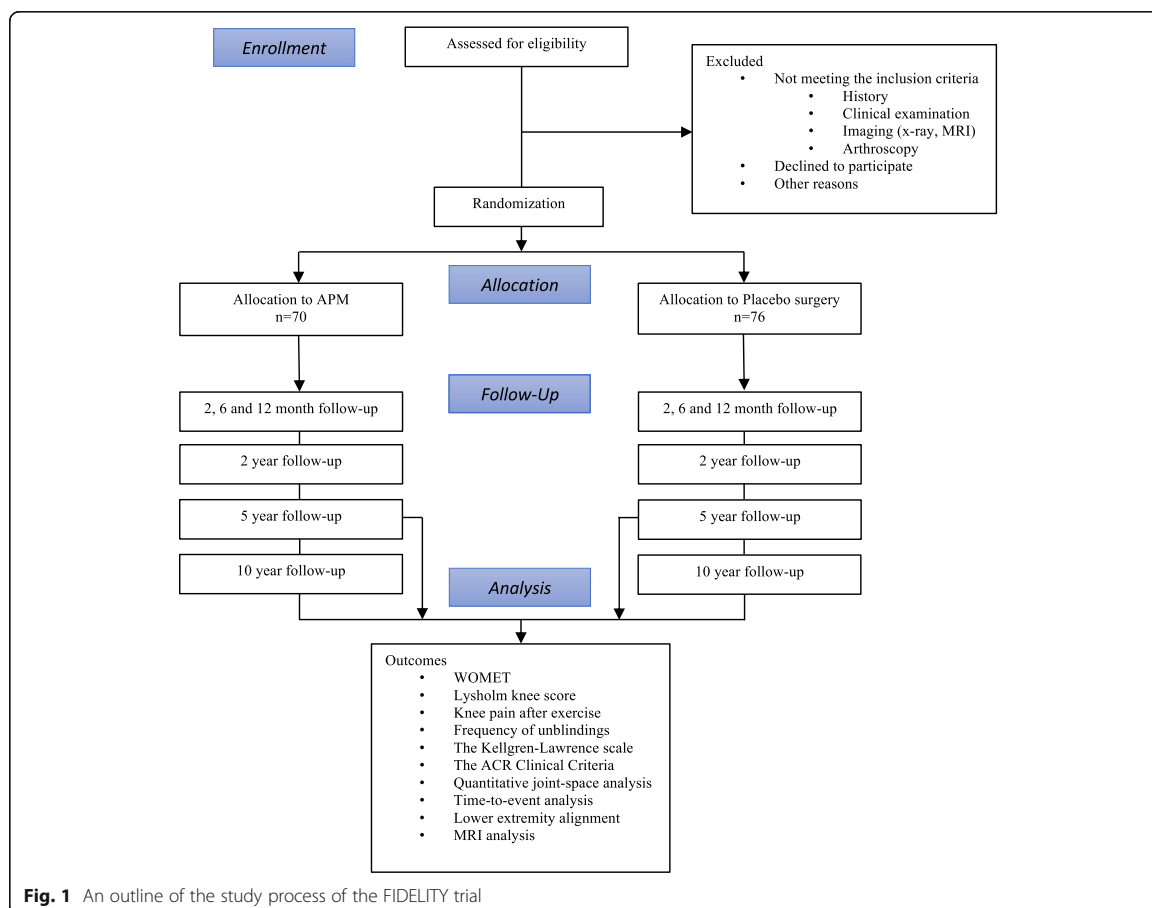 Enrollment
Assessed for eligibility
Excluded
• Not meeting the inclusion criteria
• History
• Clinical examination
• Imaging (x-ray, MRI)
• Arthroscopy
• Declined to participate
• Other reasons
Randomization
Allocation
Allocation to APM
n=70
Allocation to Placebo surgery
n=76
Follow-Up
2, 6 and 12 month follow-up
2 year follow-up
5 year follow-up
10 year follow-up
2, 6 and 12 month follow-up
2 year follow-up
5 year follow-up
10 year follow-up
Analysis
Outcomes
• WOMET
• Lysholm knee score
• Knee pain after exercise
• Frequency of unblindings
• The Kellgren-Lawrence scale
• The ACR Clinical Criteria
• Quantitative joint-space analysis
• Time-to-event analysis
• Lower extremity alignment
• MRI analysis
Fig. 1 An outline of the study process of the FIDELITY trial